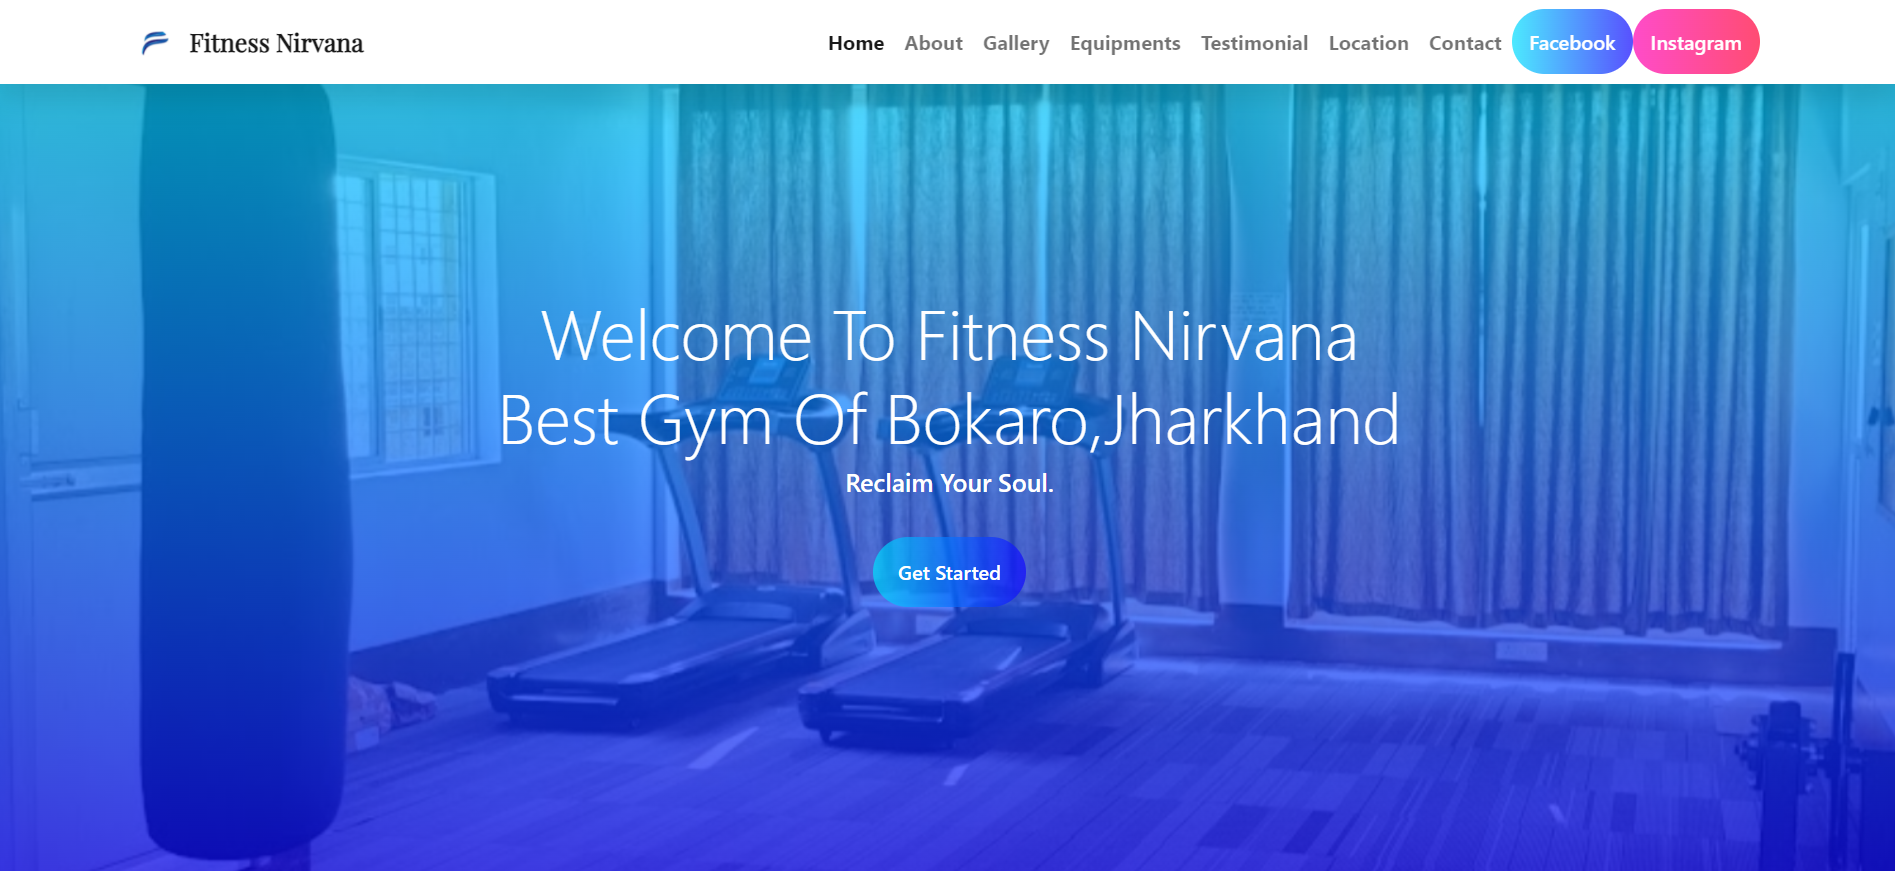 Fitness Nirvana
Home About Gallery Equipments Testimonial Location Contact Facebook Instagram
Welcome To Fitness Nirvana
Best Gym Of Bokaro,Jharkhand
Reclaim Your Soul.
Get Started